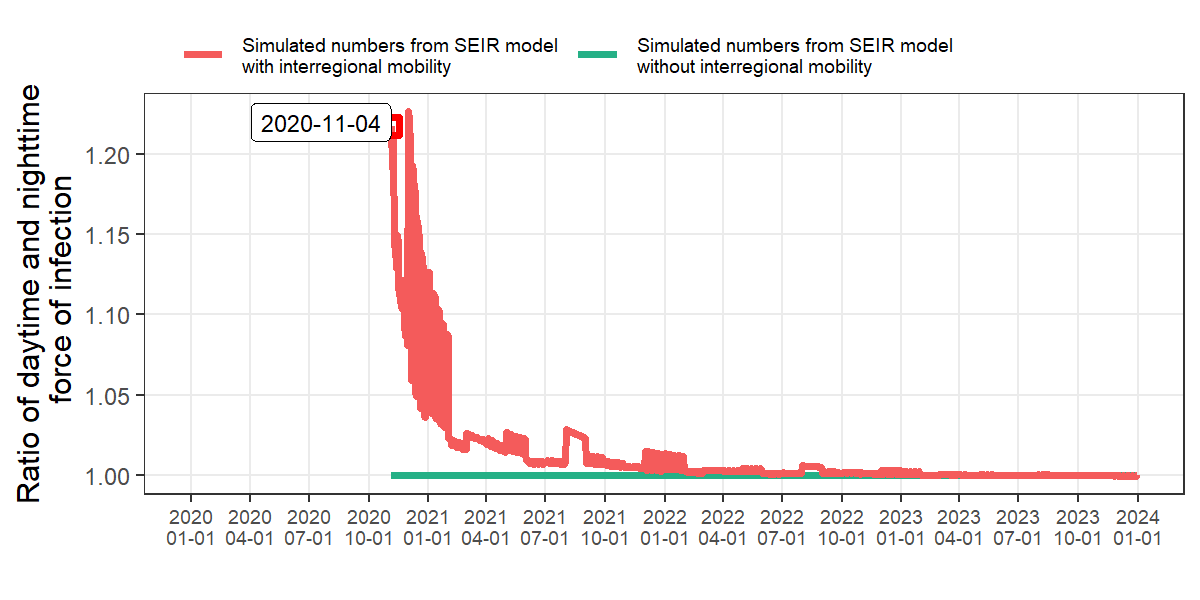 Simulated numbers from SEIR model
with interregional mobility
Simulated numbers from SEIR model
without interregional mobility
Ratio of daytime and nighttime
force of infection
2020-11-04
1.20
1.15
1.10
1.05
1.00
2020 2020 2020 2020 2021 2021 2021 2021 2022 2022 2022 2022 2023 2023 2023 2023 2024
01-01 04-01 07-01 10-01 01-01 04-01 07-01 10-01 01-01 04-01 07-01 10-01 01-01 04-01 07-01 10-01 01-01